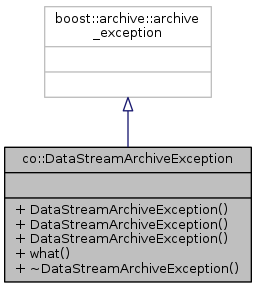 boost::archive::archive
_exception
co::DataStreamArchiveException
+ DataStreamArchiveException()
+ DataStreamArchiveException()
+ DataStreamArchiveException()
+ what()
+ ~DataStreamArchiveException()